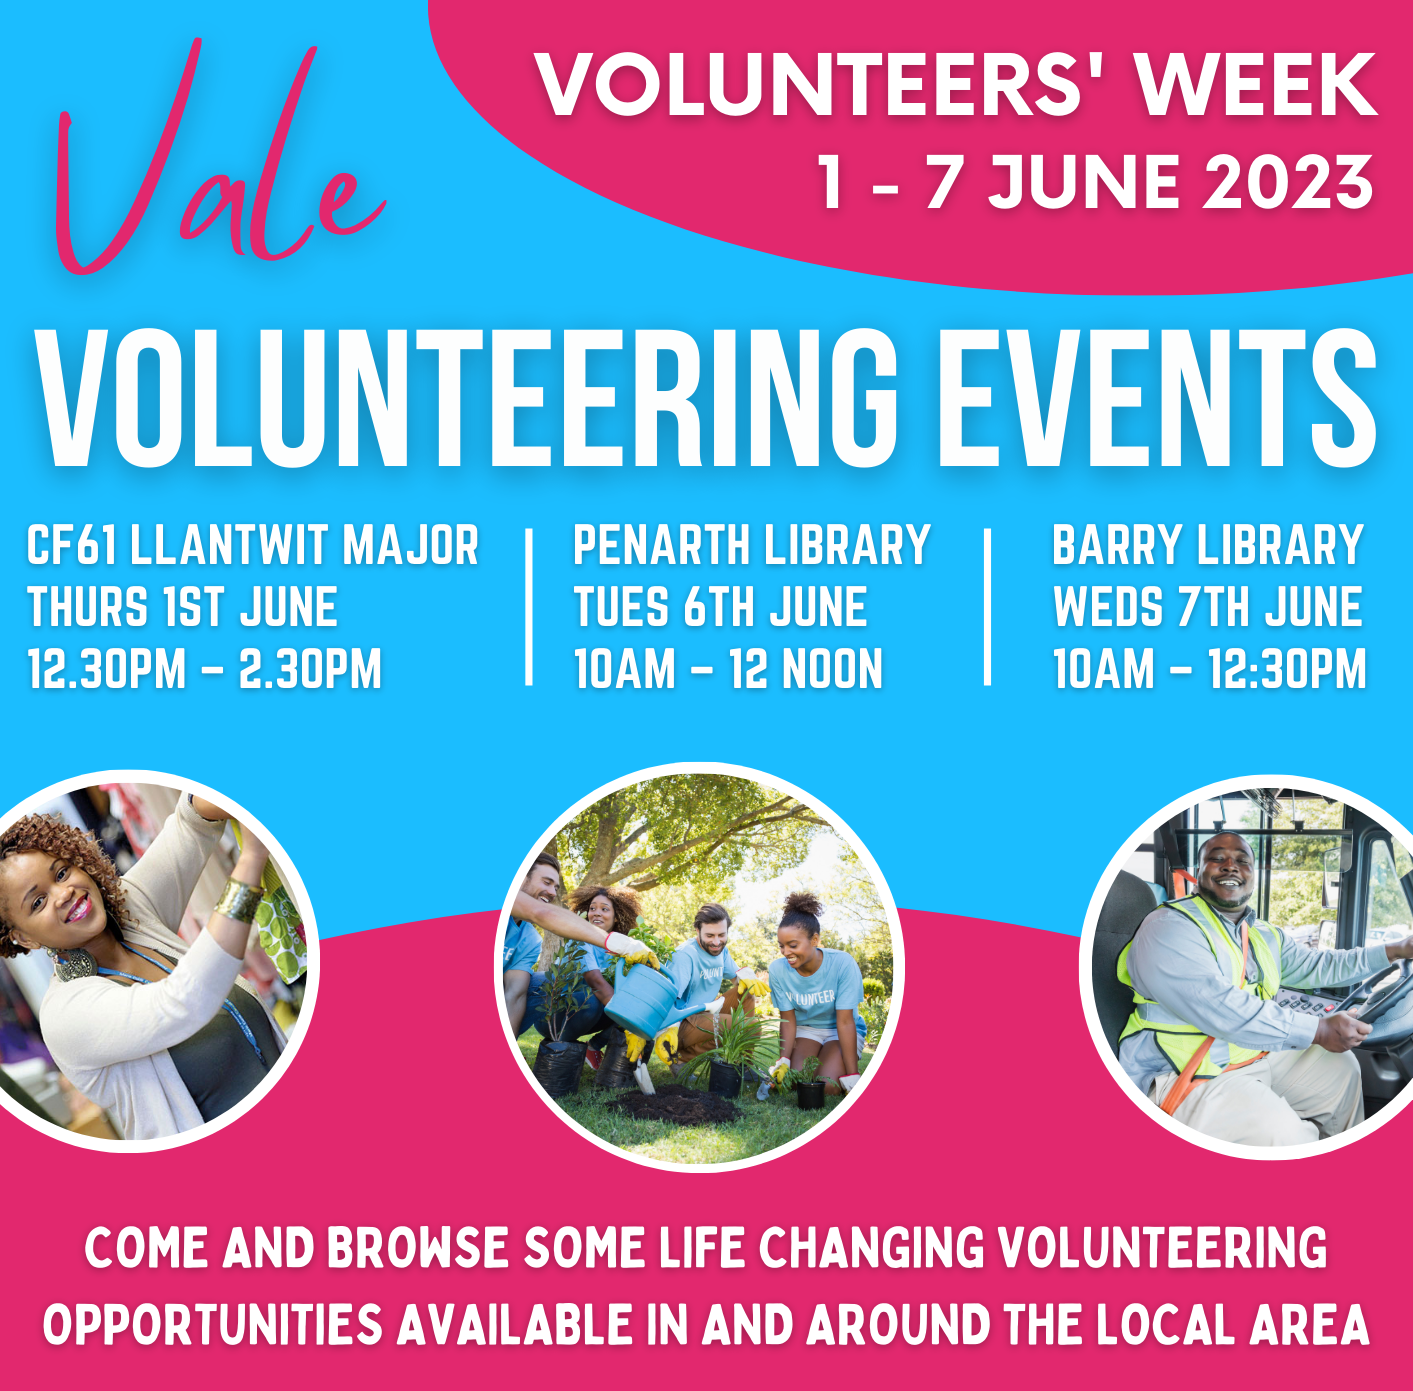 Vale
VOLUNTEERS' WEEK
1 - 7 JUNE 2023
VOLUNTEERING EVENTS
CF61 LLANTWIT MAJOR
THURS 1ST JUNE
12.30PM – 2.30PM
PENARTH LIBRARY
TUES 6TH JUNE
10AM – 12 NOON
BARRY LIBRARY
WEDS 7TH JUNE
10AM – 12:30PM
VOLUNTEER
COME AND BROWSE SOME LIFE CHANGING VOLUNTEERING
OPPORTUNITIES AVAILABLE IN AND AROUND THE LOCAL AREA